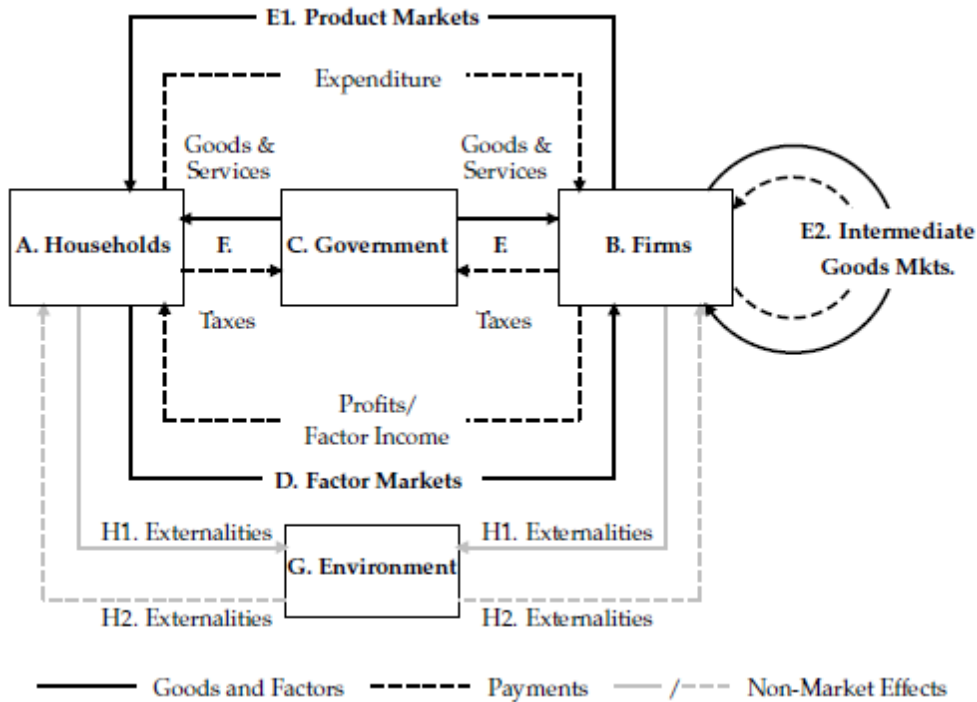 E1. Product Markets
Expenditure
Goods &
Services
Goods &
Services
A. Households
F.
C. Government
F.
B. Firms
E2. Intermediate
Goods Mkts.
Taxes
Taxes
Profits/
Factor Income
D. Factor Markets
H1. Externalities
H1. Externalities
G. Environment
H2. Externalities
H2. Externalities
Goods and Factors
Payments
/
Non-Market Effects